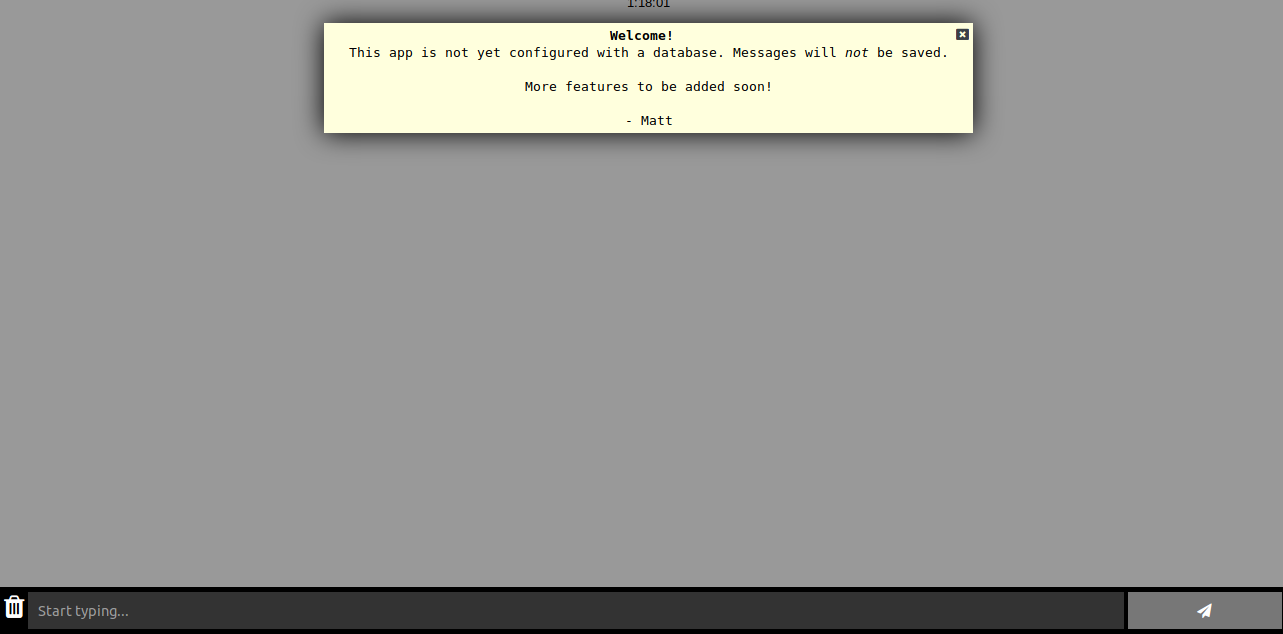 1:18:01
Welcome!
This app is not yet configured with a database. Messages will not be saved.
More features to be added soon!
- Matt
Start typing...